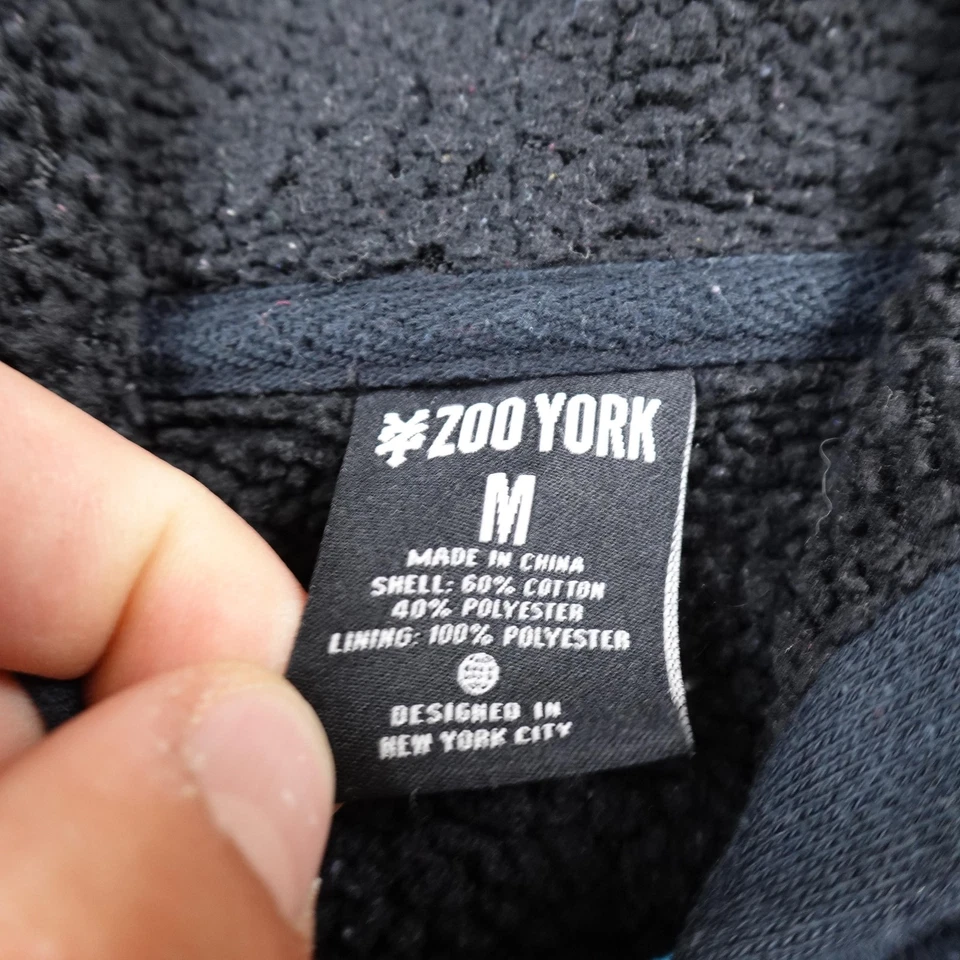 ZOO YORK
M
MADE IN CHINA
SHELL: 60% COTTON
40% POLYESTER
LINING: 100% POLYESTER
DESIGNED IN
NEW YORK CITY